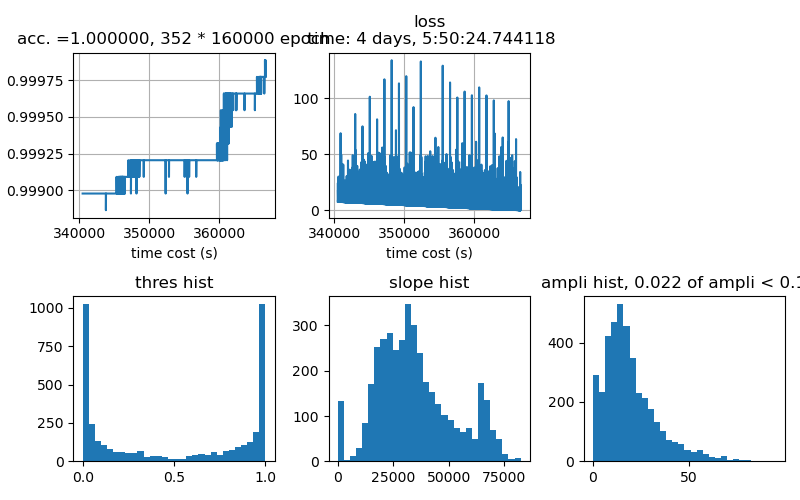 loss
acc. =1.000000, 352 * 160000 epoch
time: 4 days, 5:50:24.744118
0.99975
0.99950
0.99925
0.99900
340000 350000 360000
time cost (s)
100
50
0
340000 350000 360000
time cost (s)
thres hist
1000
750
500
250
0
0.0 0.5 1.0
slope hist
300
200
100
0
0 25000 50000 75000
ampli hist, 0.022 of ampli < 0.1
400
200
0
0 50